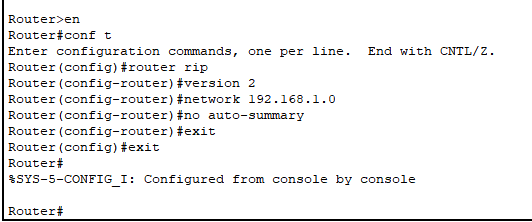 Router>en
Router#conf t
Enter configuration commands, one per line.  End with CNTL/Z.
Router(config)#router rip
Router(config-router)#version 2
Router(config-router)#network 192.168.1.0
Router(config-router)#no auto-summary
Router(config-router)#exit
Router(config)#exit
Router#
%SYS-5-CONFIG_I: Configured from console by console
Router#